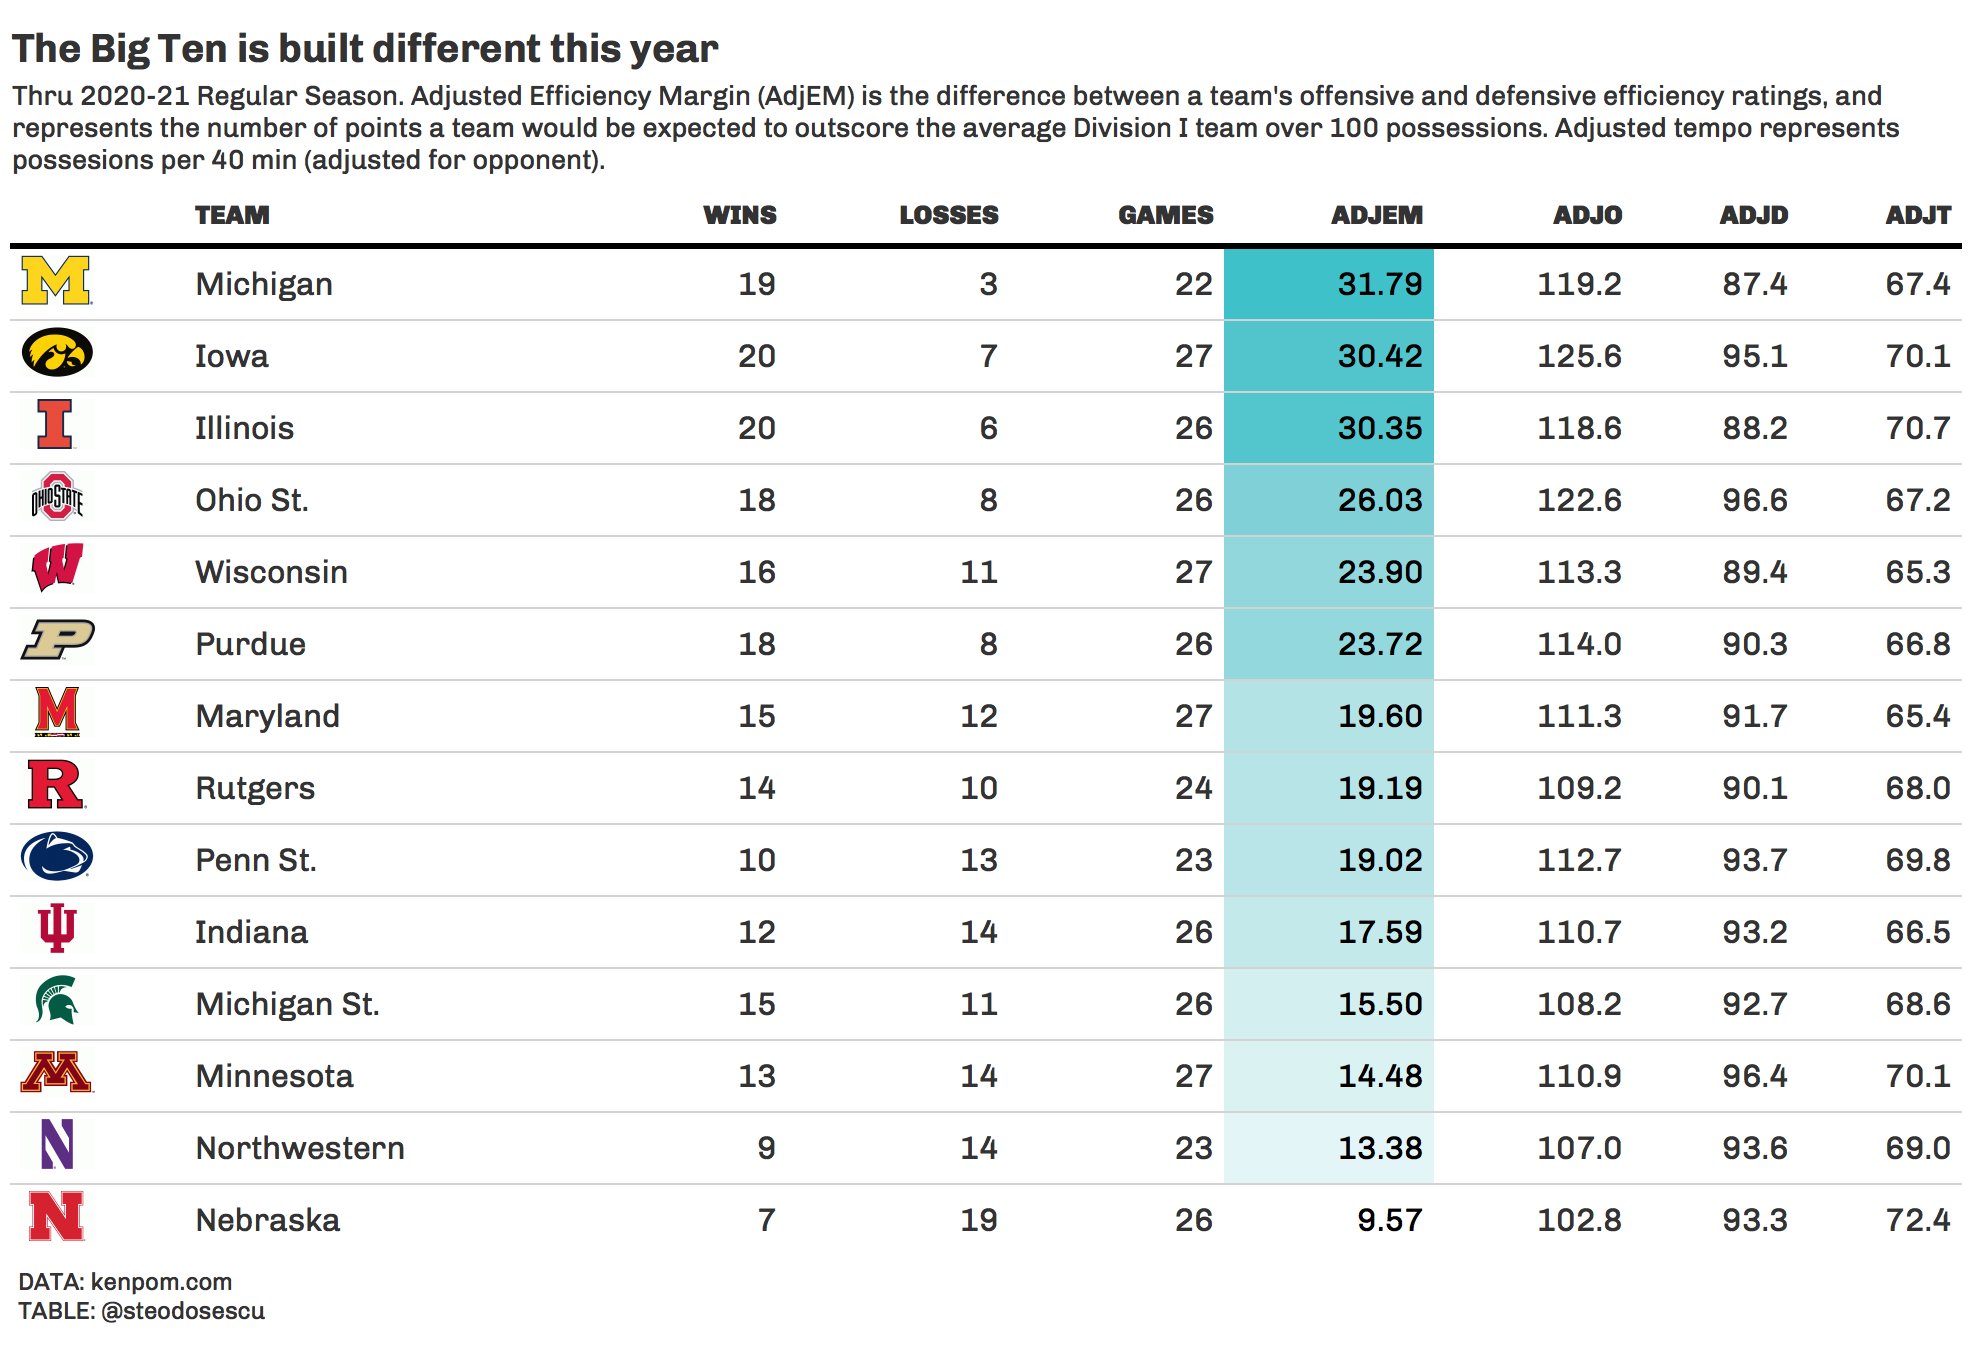 The Big Ten is built different this year
Thru 2020-21 Regular Season. Adjusted Efficiency Margin (AdjEM) is the difference between a team's offensive and defensive efficiency ratings, and
represents the number of points a team would be expected to outscore the average Division I team over 100 possessions. Adjusted tempo represents
possesions per 40 min (adjusted for opponent).
TEAM WINS LOSSES GAMES ADJEM ADJO ADJD ADJT
M Michigan 19 3 22 31.79 119.2 87.4 67.4
Iowa 20 7 27 30.42 125.6 95.1 70.1
I Illinois 20 6 26 30.35 118.6 88.2 70.7
OHIO STATE Ohio St. 18 8 26 26.03 122.6 96.6 67.2
W Wisconsin 16 11 27 23.90 113.3 89.4 65.3
P Purdue 18 8 26 23.72 114.0 90.3 66.8
M Maryland 15 12 27 19.60 111.3 91.7 65.4
R Rutgers 14 10 24 19.19 109.2 90.1 68.0
Penn St. 10 13 23 19.02 112.7 93.7 69.8
IU Indiana 12 14 26 17.59 110.7 93.2 66.5
Michigan St. 15 11 26 15.50 108.2 92.7 68.6
M Minnesota 13 14 27 14.48 110.9 96.4 70.1
N Northwestern 9 14 23 13.38 107.0 93.6 69.0
N Nebraska 7 19 26 9.57 102.8 93.3 72.4
DATA: kenpom.com
TABLE: @steodosescu